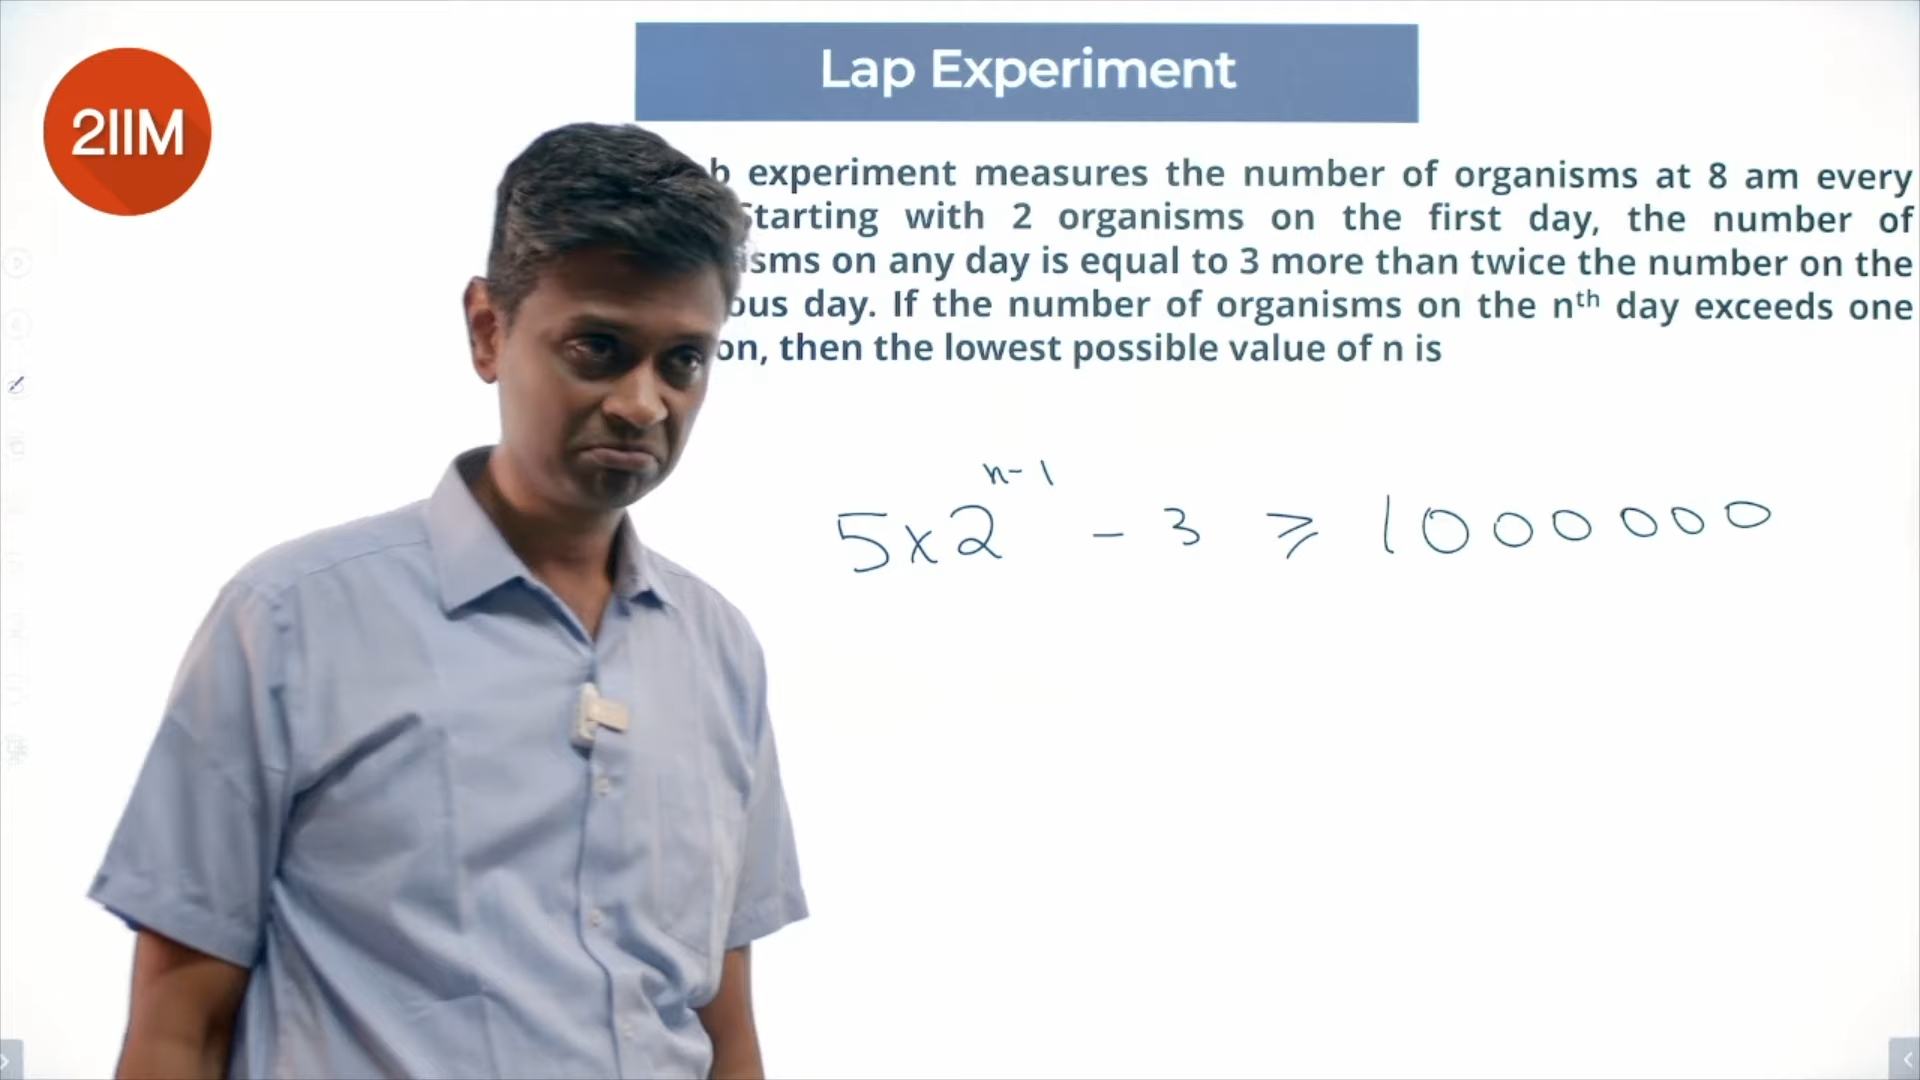 Lap Experiment
2IIM
b experiment measures the number of organisms at 8 am every
Starting with 2 organisms on the first day, the number of
isms on any day is equal to 3 more than twice the number on the
ous day. If the number of organisms on the nᵗʰ day exceeds one
on, then the lowest possible value of n is
5x2ⁿ⁻¹ - 3 ⩾ 1000000